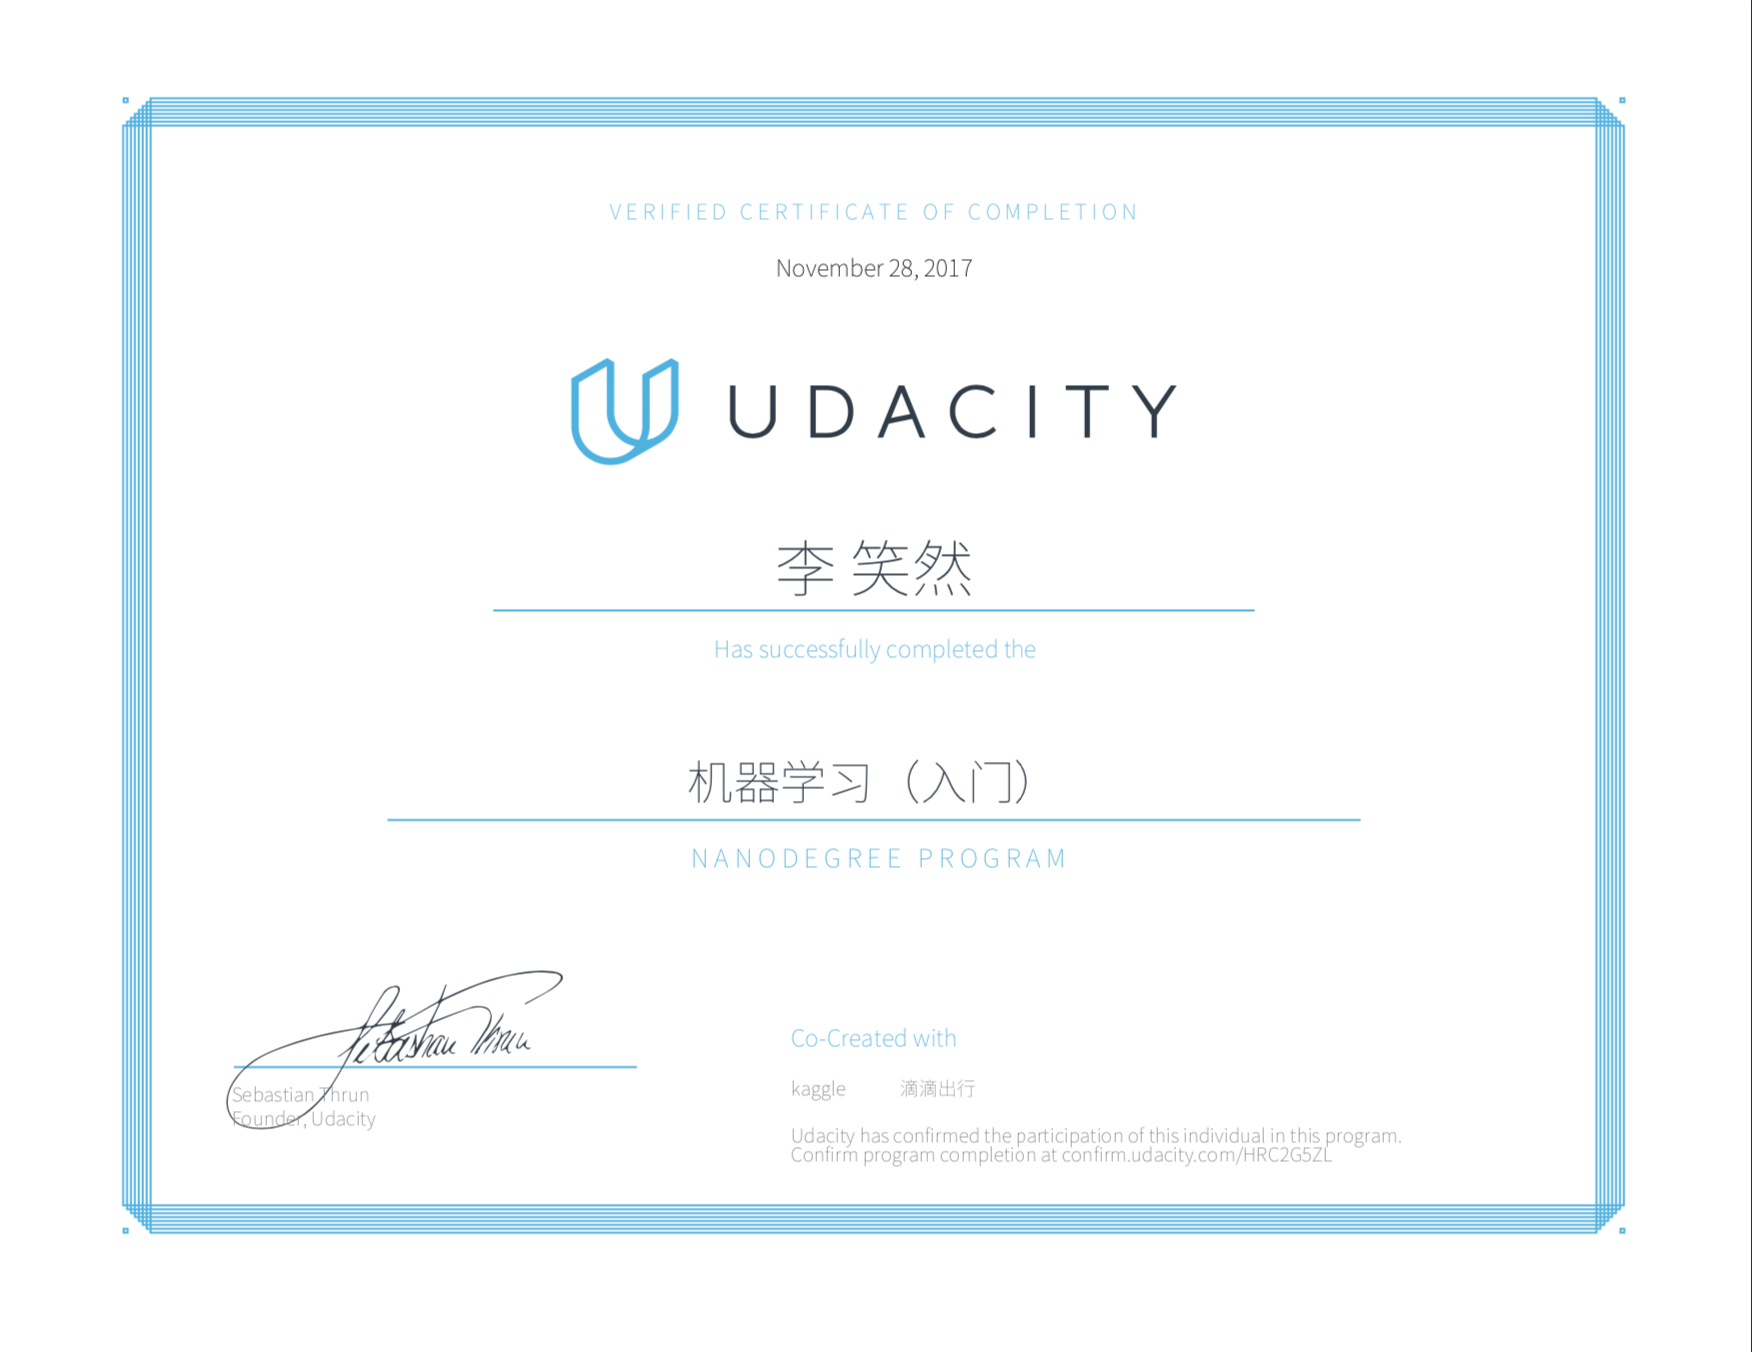 VERIFIED CERTIFICATE OF COMPLETION
November 28, 2017
UDACITY
李 笑然
Has successfully completed the
机器学习（入门）
NANODEGREE PROGRAM
Sebastian Thrun
Sebastian Thrun
Founder, Udacity
Co-Created with
kaggle 滴滴出行
Udacity has confirmed the participation of this individual in this program.
Confirm program completion at confirm.udacity.com/HRC2G5ZL